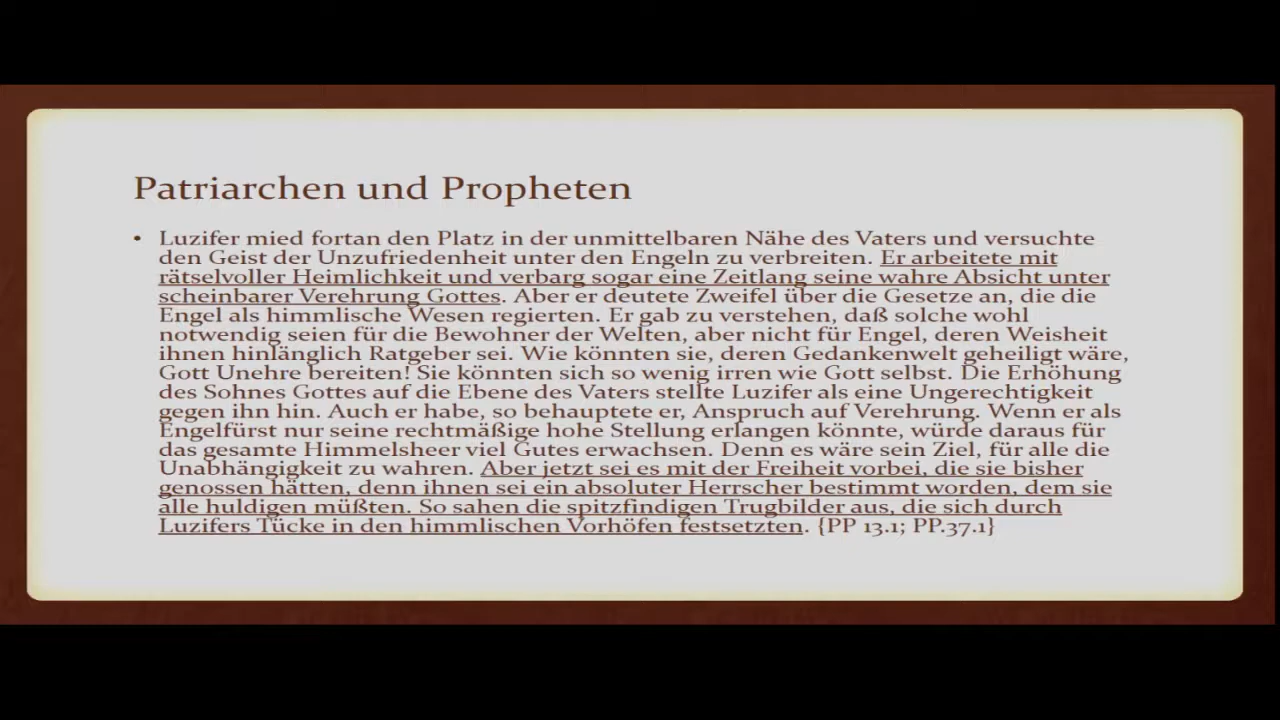 Patriarchen und Propheten
• Luzifer mied fortan den Platz in der unmittelbaren Nähe des Vaters und versuchte
den Geist der Unzufriedenheit unter den Engeln zu verbreiten. Er arbeitete mit
rätselvoller Heimlichkeit und verbarg sogar eine Zeitlang seine wahre Absicht unter
scheinbarer Verehrung Gottes. Aber er deutete Zweifel über die Gesetze an, die die
Engel als himmlische Wesen regierten. Er gab zu verstehen, daß solche wohl
notwendig seien für die Bewohner der Welten, aber nicht für Engel, deren Weisheit
ihnen hinlänglich Ratgeber sei. Wie könnten sie, deren Gedankenwelt geheiligt wäre,
Gott Unehre bereiten! Sie könnten sich so wenig irren wie Gott selbst. Die Erhöhung
des Sohnes Gottes auf die Ebene des Vaters stellte Luzifer als eine Ungerechtigkeit
gegen ihn hin. Auch er habe, so behauptete er, Anspruch auf Verehrung. Wenn er als
Engelfürst nur seine rechtmäßige hohe Stellung erlangen könnte, würde daraus für
das gesamte Himmelsheer viel Gutes erwachsen. Denn es wäre sein Ziel, für alle die
Unabhängigkeit zu wahren. Aber jetzt sei es mit der Freiheit vorbei, die sie bisher
genossen hätten, denn ihnen sei ein absoluter Herrscher bestimmt worden, dem sie
alle huldigen müßten. So sahen die spitzfindigen Trugbilder aus, die sich durch
Luzifers Tücke in den himmlischen Vorhöfen festsetzten. {PP 13.1; PP.37.1}